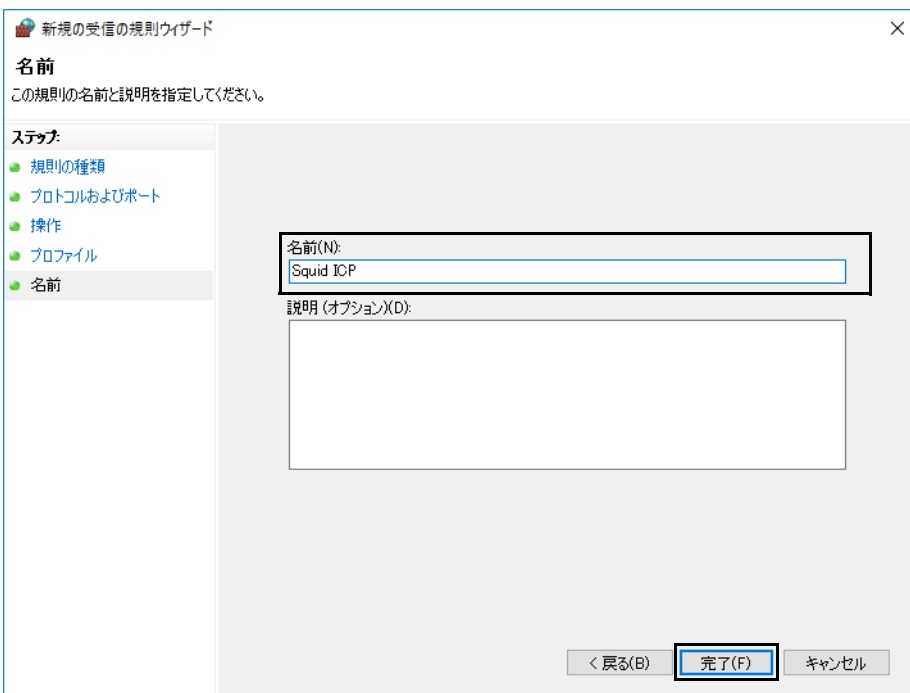 新規の受信の規則ウィザード
名前
この規則の名前と説明を指定してください。
ステップ:
規則の種類
プロトコルおよびポート
操作
プロファイル
名前
名前(N):
Squid ICP
説明 (オプション)(D):
< 戻る(B)
完了(F)
キャンセル